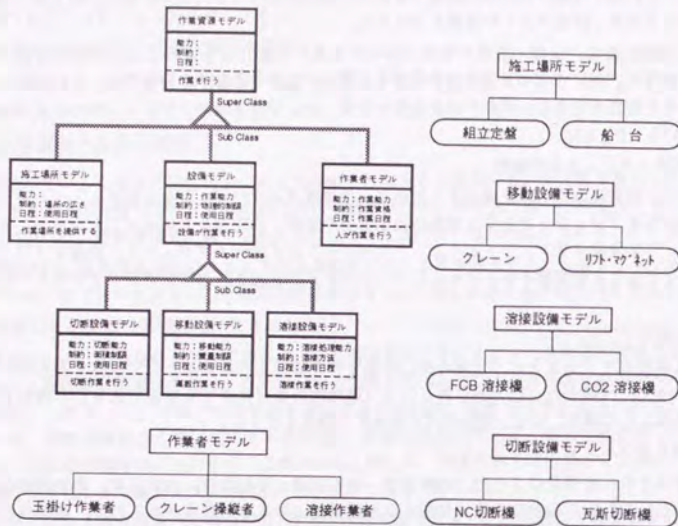 作業資源モデル
能力：
制約：
日程：
作業を行う
Super Class
Sub Class
施工場所モデル
能力：
制約：場所の広さ
日程：使用日程
作業場所を提供する
設備モデル
能力：作業能力
制約：物理的制限
日程：使用日程
設備が作業を行う
作業者モデル
能力：作業能力
制約：作業資格
日程：作業日程
人が作業を行う
Super Class
Sub Class
切断設備モデル
能力：切断能力
制約：面積制限
日程：使用日程
切断作業を行う
移動設備モデル
能力：移動能力
制約：重量制限
日程：使用日程
運搬作業を行う
溶接設備モデル
能力：溶接処理能力
制約：溶接方法
日程：使用日程
溶接作業を行う
作業者モデル
玉掛け作業者
クレーン操縦者
溶接作業者
施工場所モデル
組立定盤
船 台
移動設備モデル
クレーン
リフト・マグネット
溶接設備モデル
FCB 溶接機
CO2 溶接機
切断設備モデル
NC切断機
瓦斯切断機